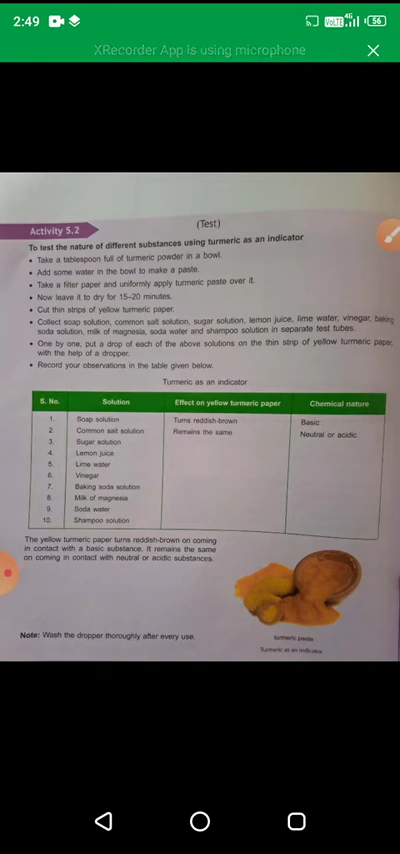 2:49
VoLTE 4G 56
XRecorder App is using microphone
(Test)
Activity 5.2
To test the nature of different substances using turmeric as an indicator
• Take a tablespoon full of turmeric powder in a bowl.
• Add some water in the bowl to make a paste.
• Take a filter paper and uniformly apply turmeric paste over it.
• Now leave it to dry for 15–20 minutes.
• Cut thin strips of yellow turmeric paper.
• Collect soap solution, common salt solution, sugar solution, lemon juice, lime water, vinegar, baking
soda solution, milk of magnesia, soda water and shampoo solution in separate test tubes.
• One by one, put a drop of each of the above solutions on the thin strip of yellow turmeric paper,
with the help of a dropper.
• Record your observations in the table given below.
Turmeric as an indicator
S. No. Solution Effect on yellow turmeric paper Chemical nature
1. Soap solution Turns reddish-brown Basic
2. Common salt solution Remains the same Neutral or acidic
3. Sugar solution
4. Lemon juice
5. Lime water
6. Vinegar
7. Baking soda solution
8. Milk of magnesia
9. Soda water
10. Shampoo solution
The yellow turmeric paper turns reddish-brown on coming
in contact with a basic substance. It remains the same
on coming in contact with neutral or acidic substances.
Note: Wash the dropper thoroughly after every use.
turmeric paste
Turmeric as an indicator